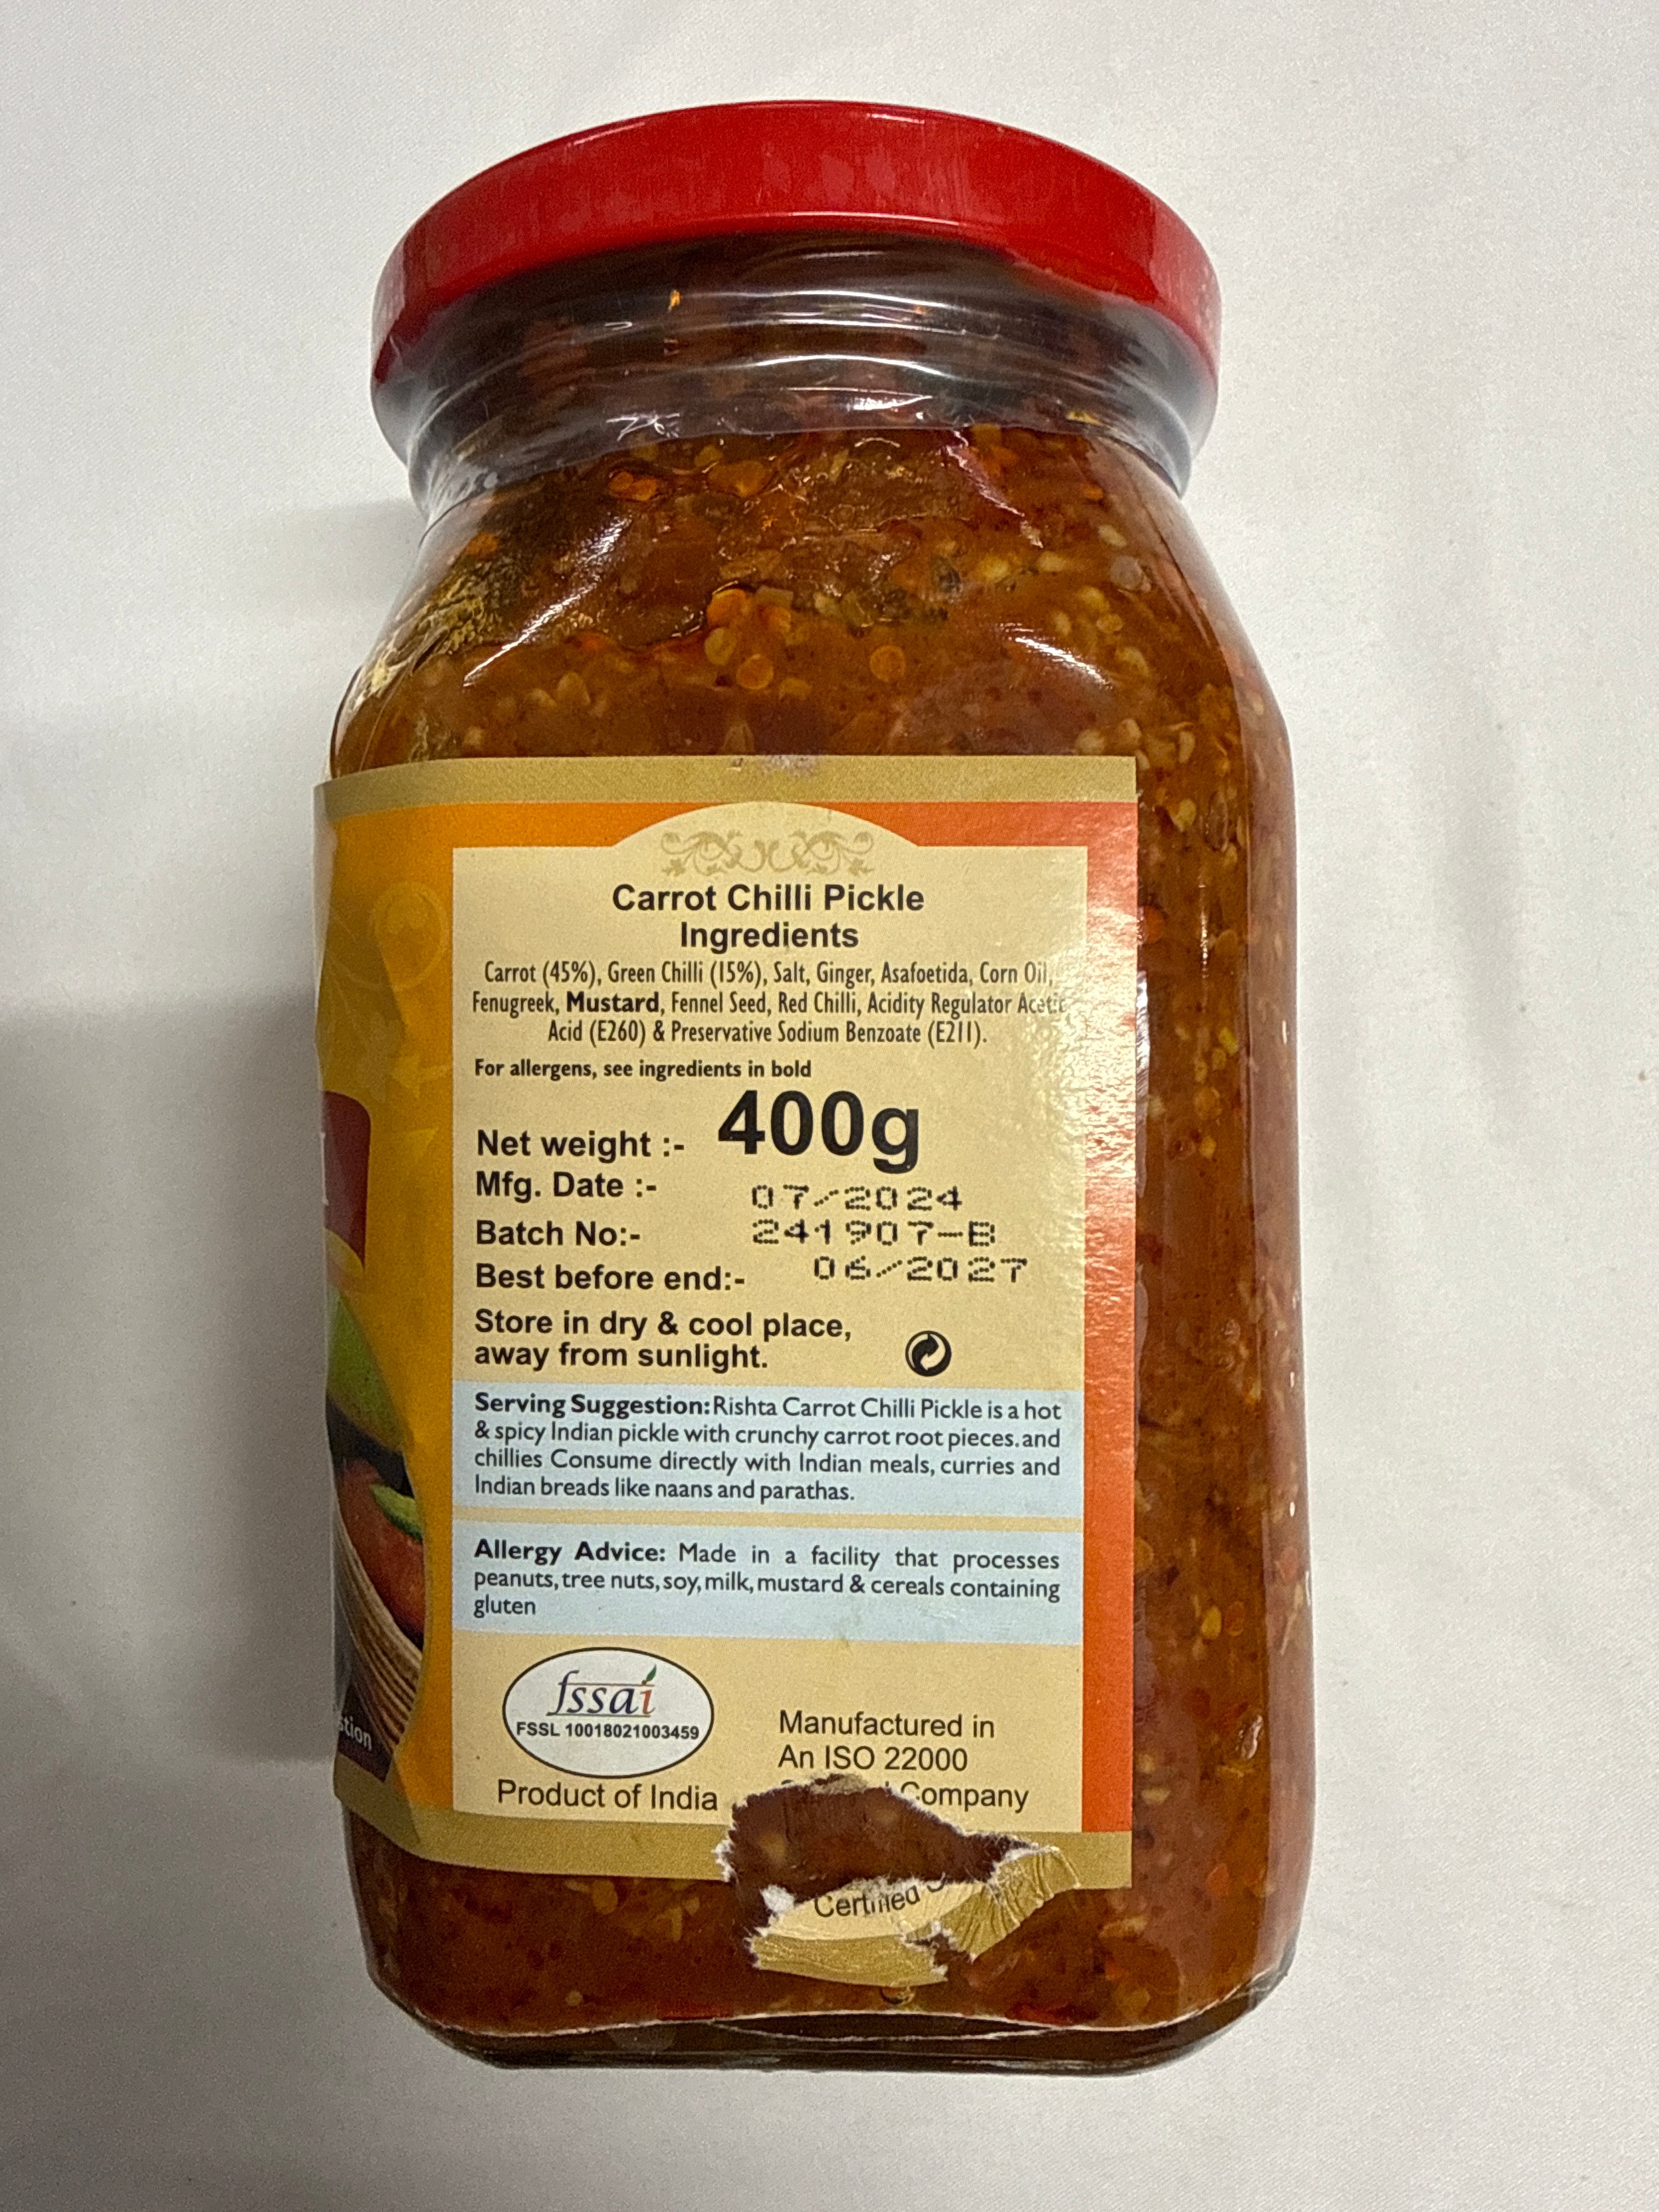 Carrot Chilli Pickle
Ingredients
Carrot (45%), Green Chilli (15%), Salt, Ginger, Asafoetida, Corn Oil,
Fenugreek, Mustard, Fennel Seed, Red Chilli, Acidity Regulator Acetic
Acid (E260) & Preservative Sodium Benzoate (E211).
For allergens, see ingredients in bold
Net weight :- 400g
Mfg. Date :- 07/2024
Batch No:- 241907-B
Best before end:- 06/2027
Store in dry & cool place,
away from sunlight.
Serving Suggestion: Rishta Carrot Chilli Pickle is a hot
& spicy Indian pickle with crunchy carrot root pieces.and
chillies Consume directly with Indian meals, curries and
Indian breads like naans and parathas.
Allergy Advice: Made in a facility that processes
peanuts, tree nuts, soy, milk, mustard & cereals containing
gluten
fssai
FSSL 10018021003459
Product of India
Manufactured in
An ISO 22000
Company
Certified
stion